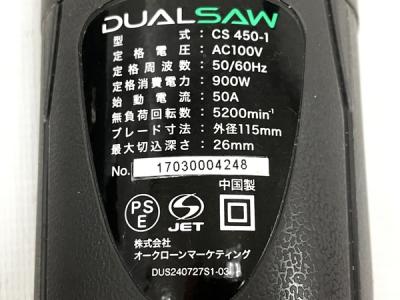 DUALSAW
型 式 : CS 450-1
定 格 電 圧 : AC100V
定 格 周 波 数 : 50/60Hz
定格消費電力 : 900W
始 動 電 流 : 50A
無負荷回転数 : 5200min⁻¹
ブレード寸法 : 外径115mm
最大切込深さ : 26mm
No. 17030004248
中国製
PS
E
JET
株式会社
オークローンマーケティング